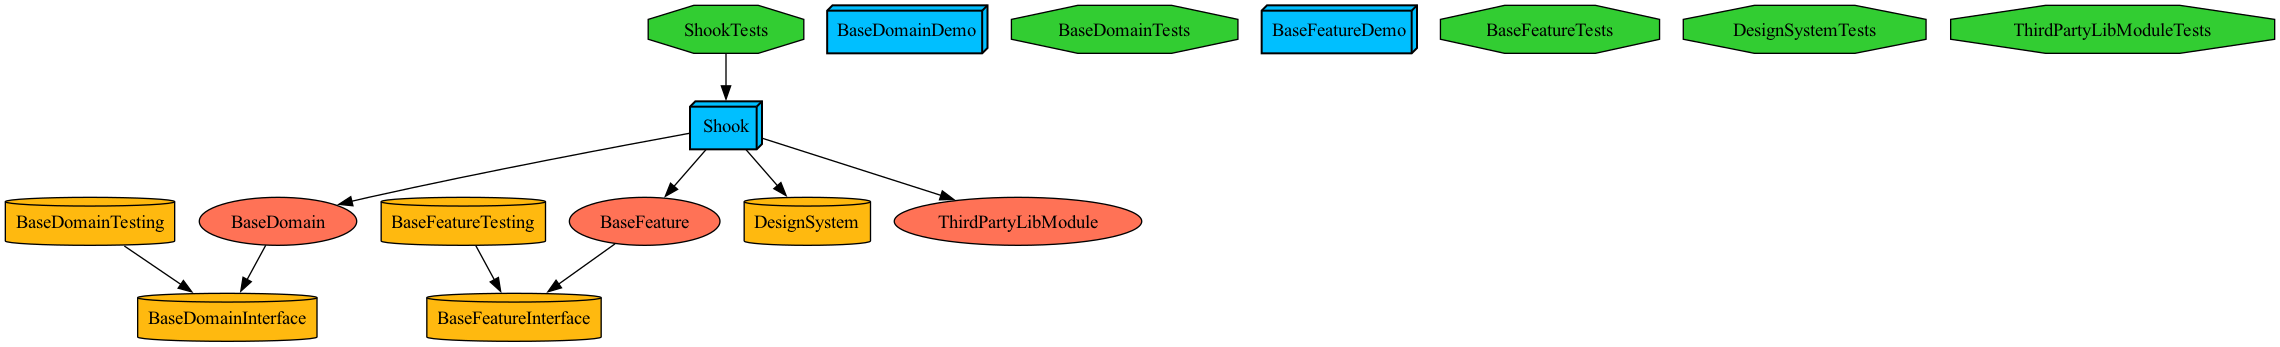 ShookTests
BaseDomainDemo
BaseDomainTests
BaseFeatureDemo
BaseFeatureTests
DesignSystemTests
ThirdPartyLibModuleTests
Shook
BaseDomainTesting
BaseDomain
BaseFeatureTesting
BaseFeature
DesignSystem
ThirdPartyLibModule
BaseDomainInterface
BaseFeatureInterface